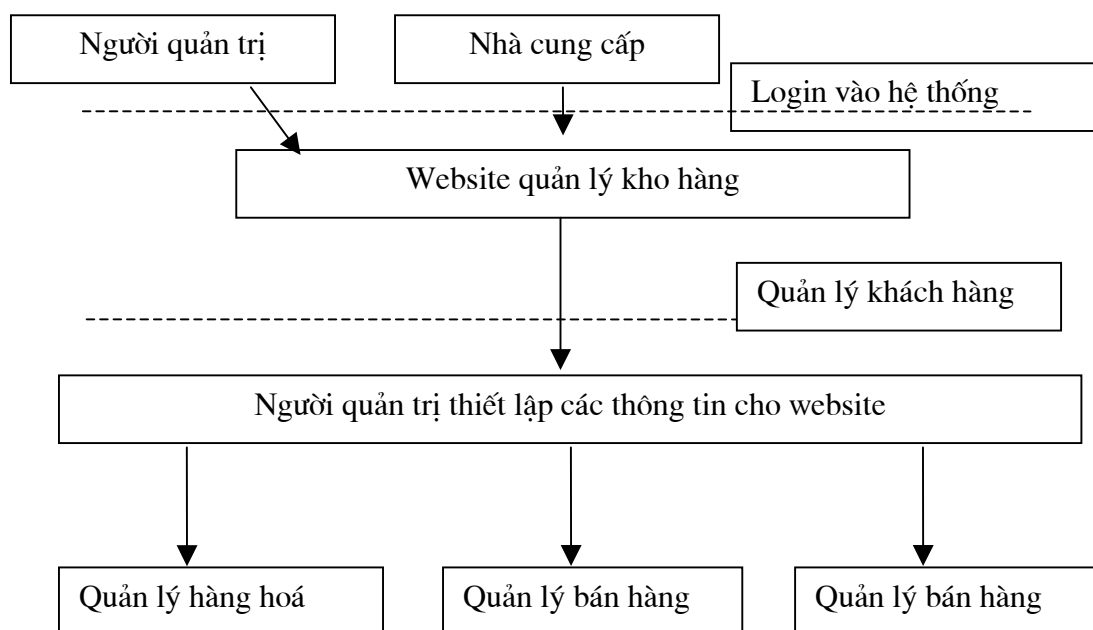 Người quản trị
Nhà cung cấp
Login vào hệ thống
Website quản lý kho hàng
Quản lý khách hàng
Người quản trị thiết lập các thông tin cho website
Quản lý hàng hoá
Quản lý bán hàng
Quản lý bán hàng